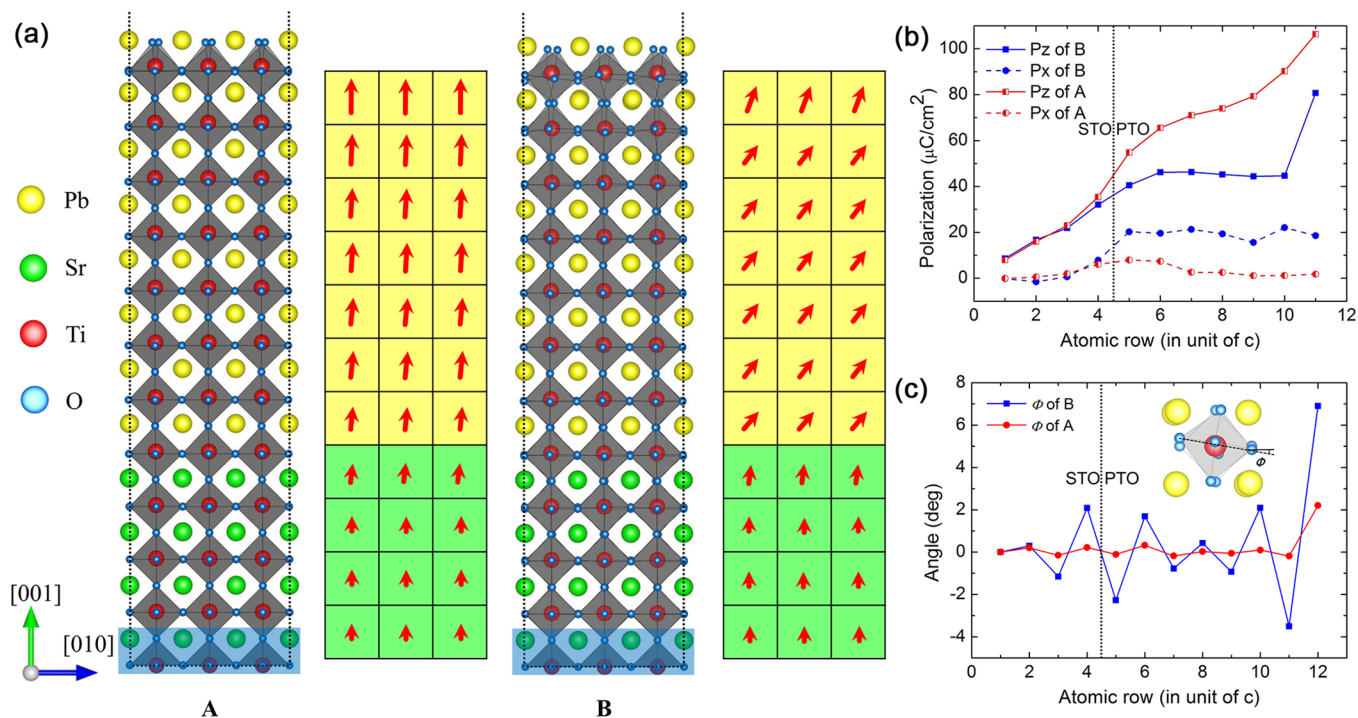 (a)
Pb
Sr
Ti
O
[001]
[010]
A
B
(b)
Polarization (μC/cm²)
100
80
60
40
20
0
Pz of B
Px of B
Pz of A
Px of A
STO PTO
0 2 4 6 8 10 12
Atomic row (in unit of c)
(c)
Angle (deg)
8
6
4
2
0
-2
-4
Φ of B
Φ of A
Φ
STO PTO
0 2 4 6 8 10 12
Atomic row (in unit of c)